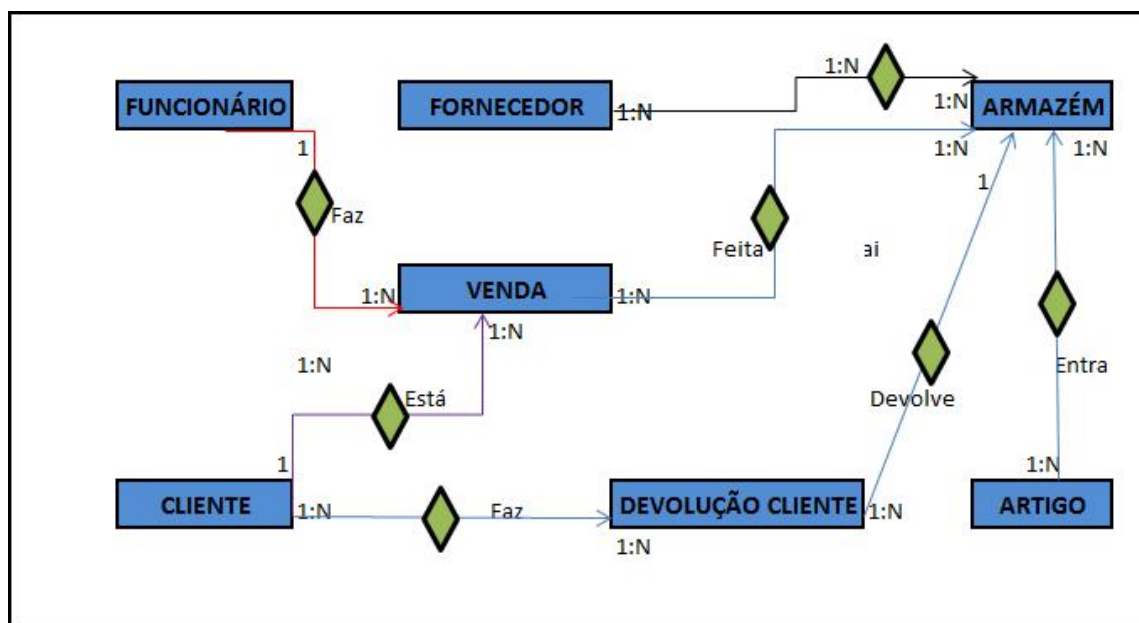 1:N
FUNCIONÁRIO
FORNECEDOR
1:N
1:N
ARMAZÉM
1
1:N
1:N
1
Faz
Feita
ai
1:N
VENDA
1:N
1:N
1:N
Entra
Está
Devolve
1
1:N
CLIENTE
1:N
Faz
DEVOLUÇÃO CLIENTE
1:N
ARTIGO
1:N